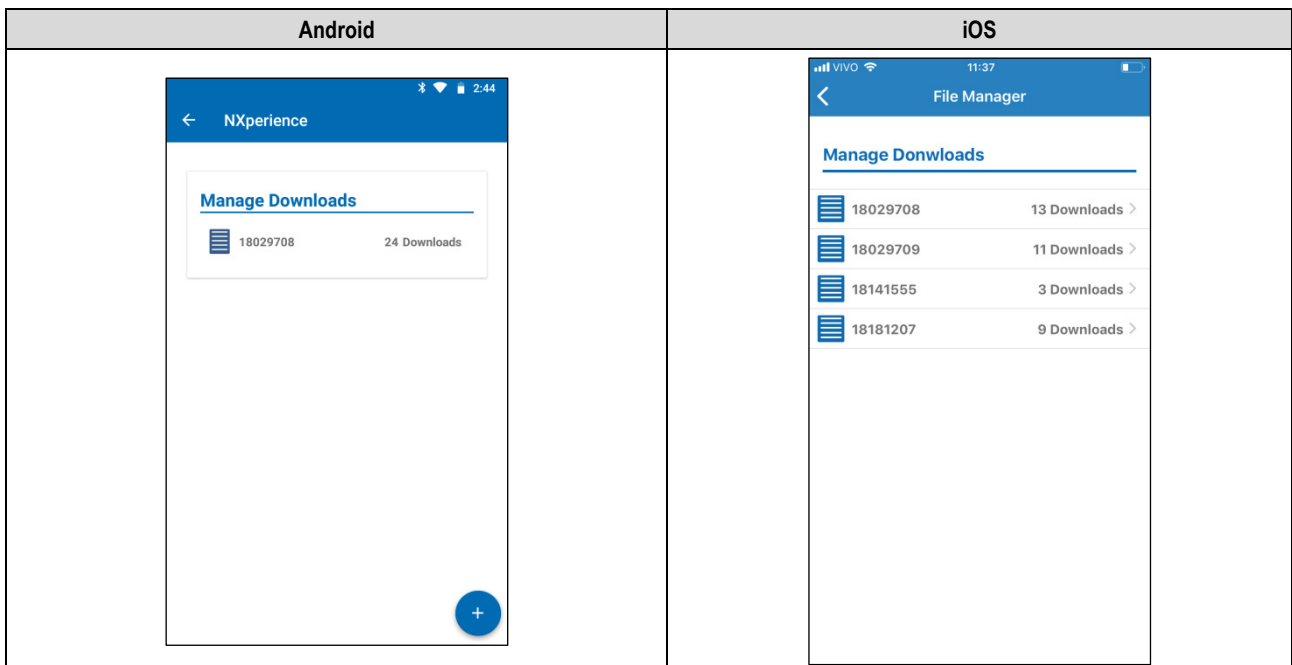 Android
iOS
2:44
NXperience
Manage Downloads
18029708 24 Downloads
VIVO 11:37
File Manager
Manage Donwloads
18029708 13 Downloads
18029709 11 Downloads
18141555 3 Downloads
18181207 9 Downloads